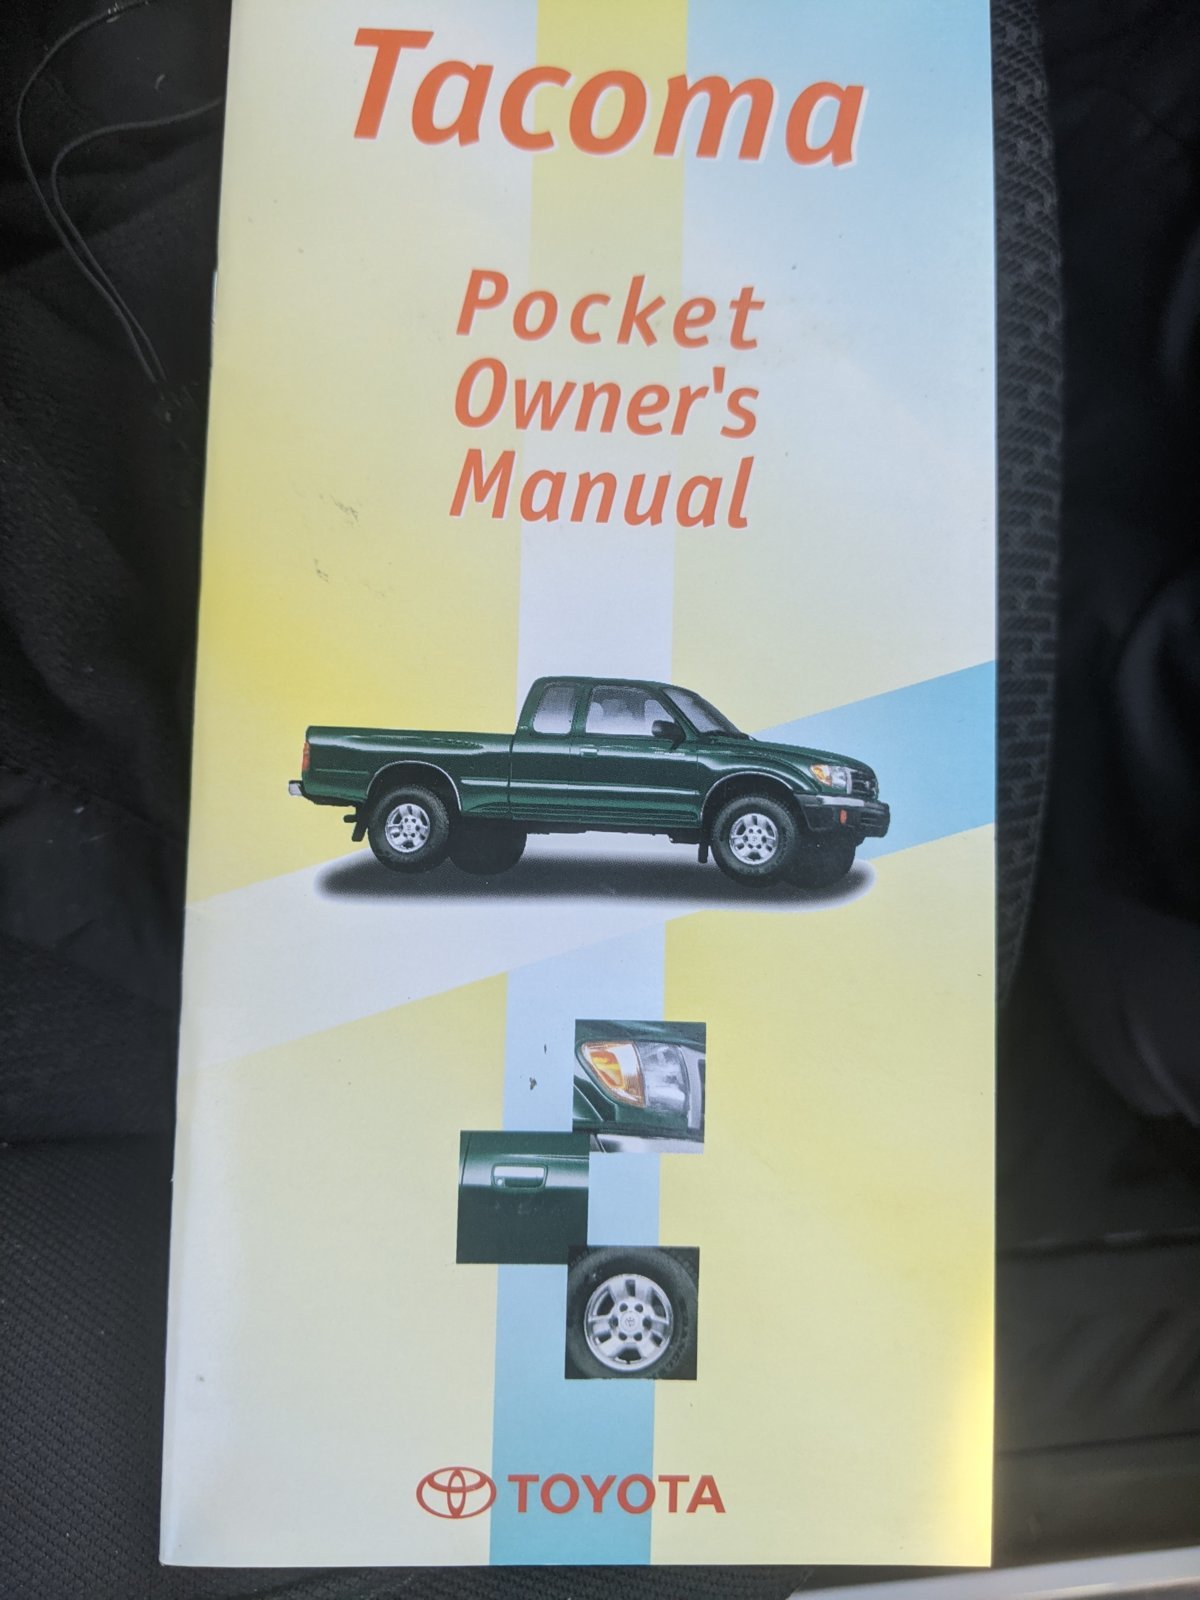 Tacoma
Pocket
Owner's
Manual
TOYOTA